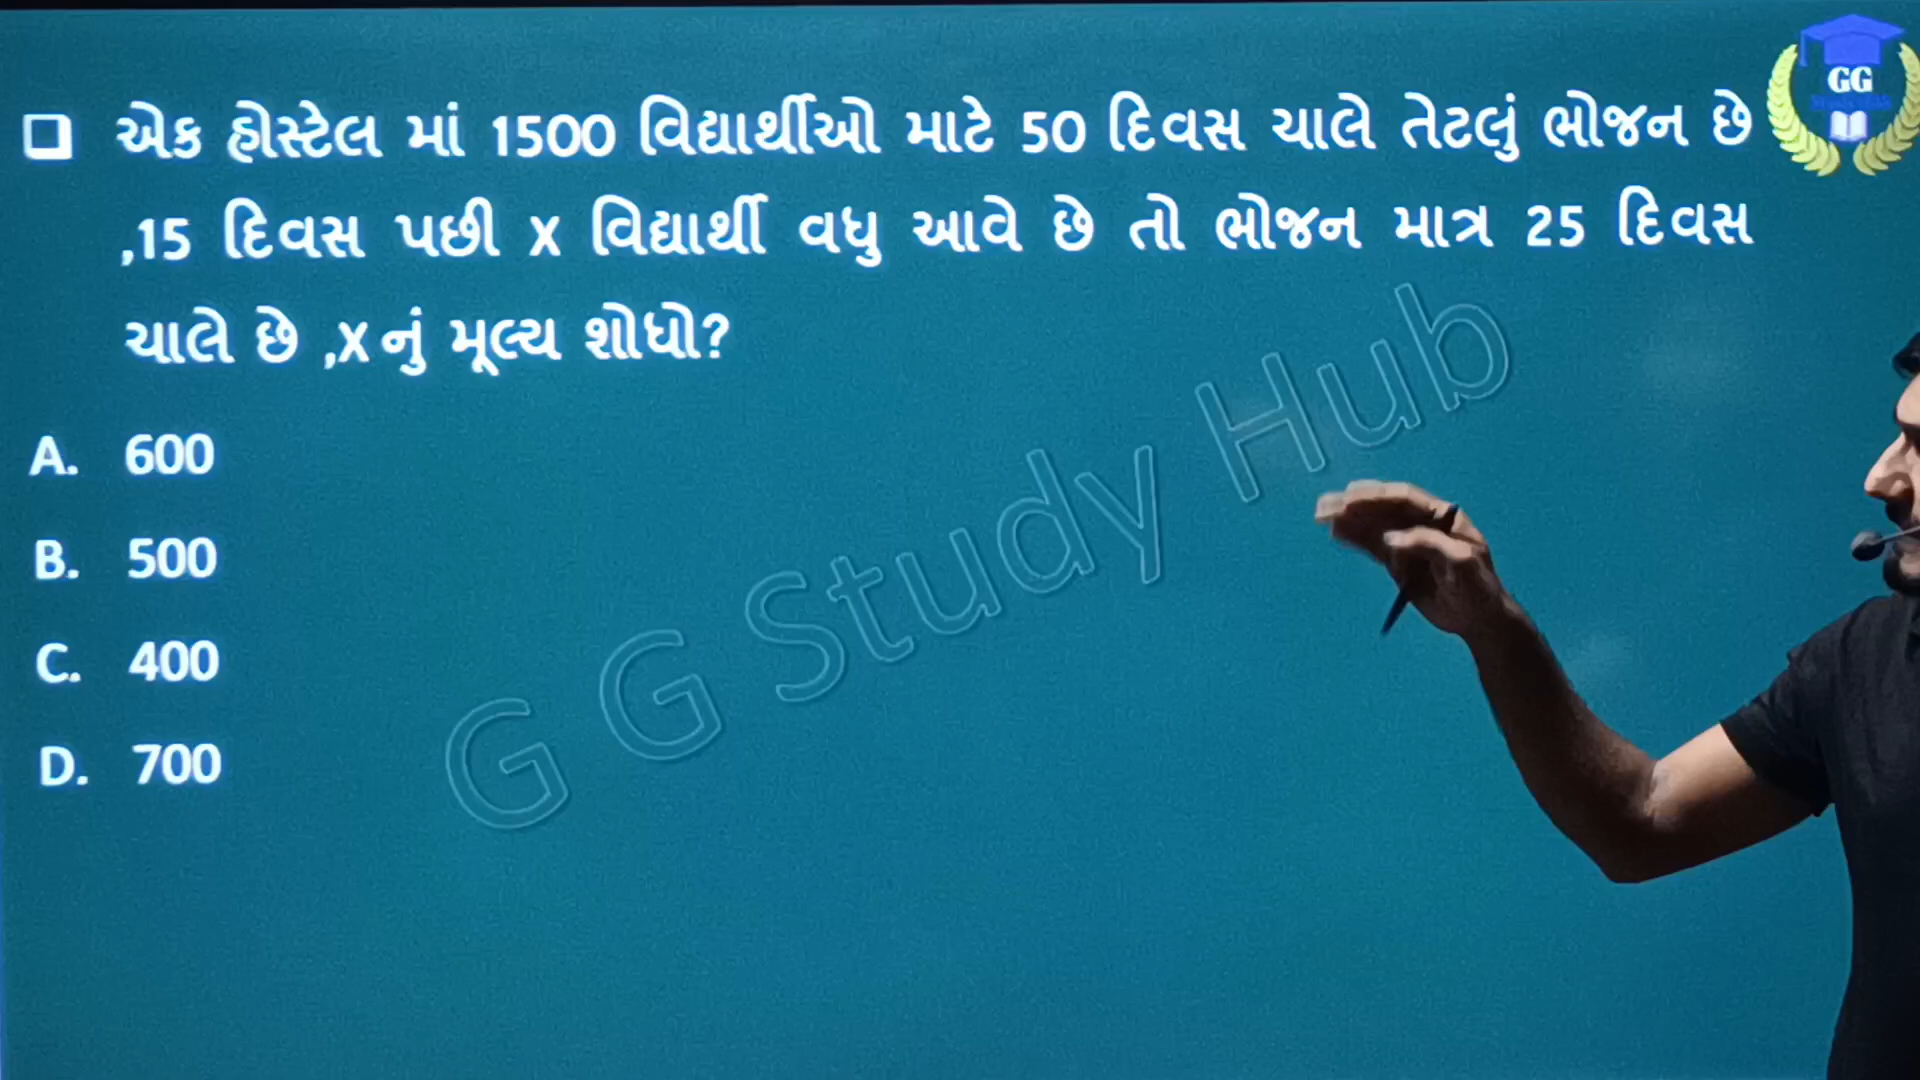 GG
❑ એક હોસ્ટેલ માં 1500 વિદ્યાર્થીઓ માટે 50 દિવસ ચાલે તેટલું ભોજન છે
,15 દિવસ પછી X વિદ્યાર્થી વધુ આવે છે તો ભોજન માત્ર 25 દિવસ
ચાલે છે ,X નું મૂલ્ય શોધો?
A. 600
B. 500
C. 400
D. 700
G G Study Hub